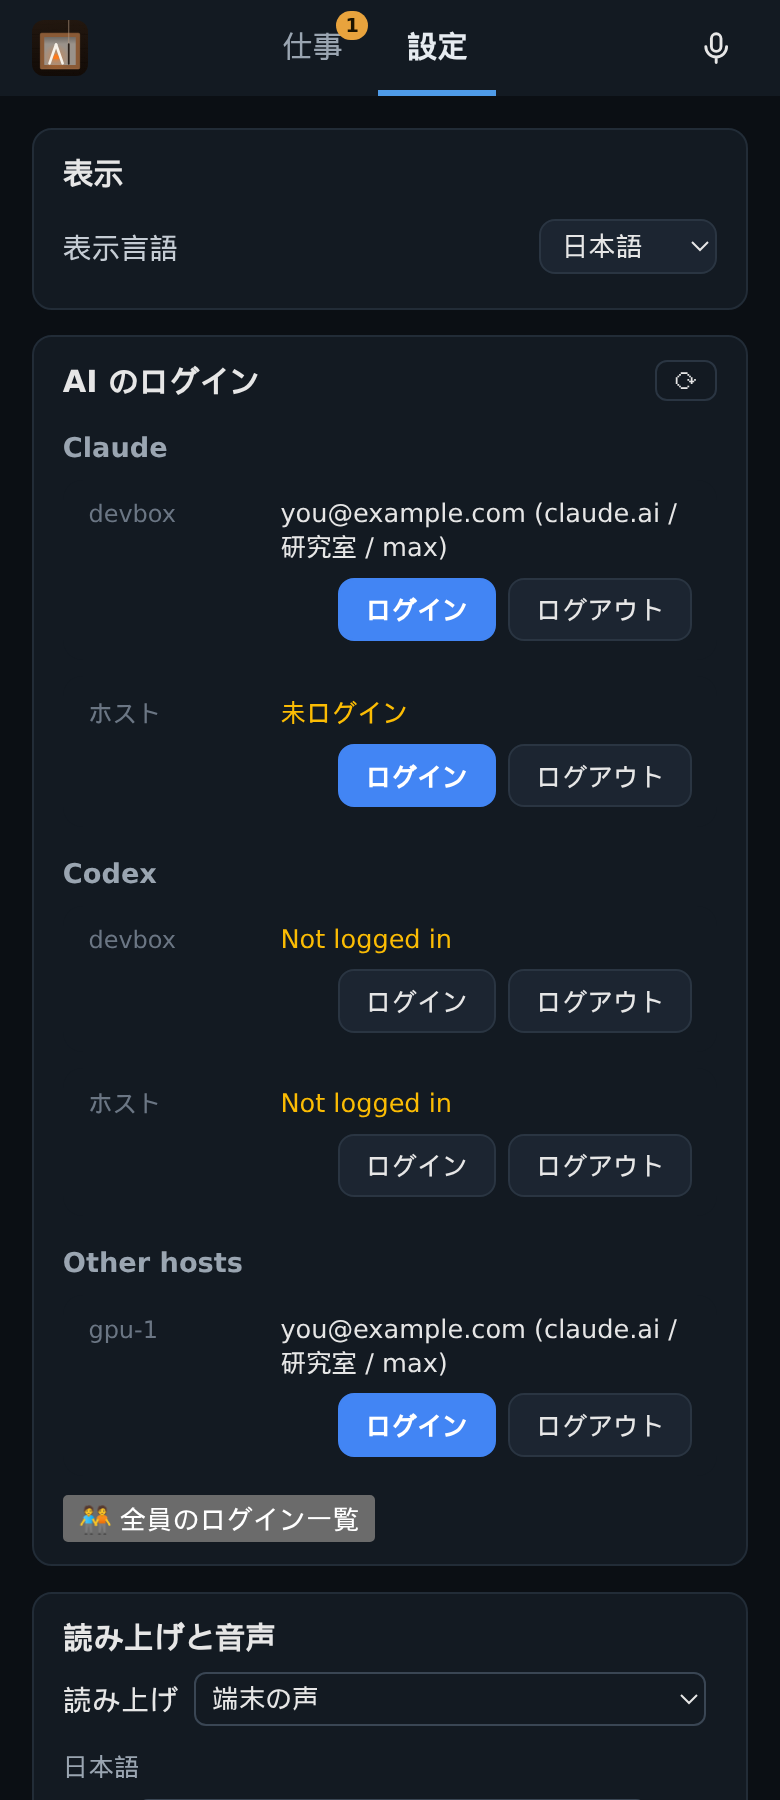 仕事
1
設定
表示
表示言語
日本語
AI のログイン
Claude
devbox
you@example.com (claude.ai /
研究室 / max)
ログイン
ログアウト
ホスト
未ログイン
ログイン
ログアウト
Codex
devbox
Not logged in
ログイン
ログアウト
ホスト
Not logged in
ログイン
ログアウト
Other hosts
gpu-1
you@example.com (claude.ai /
研究室 / max)
ログイン
ログアウト
全員のログイン一覧
読み上げと音声
読み上げ
端末の声
日本語